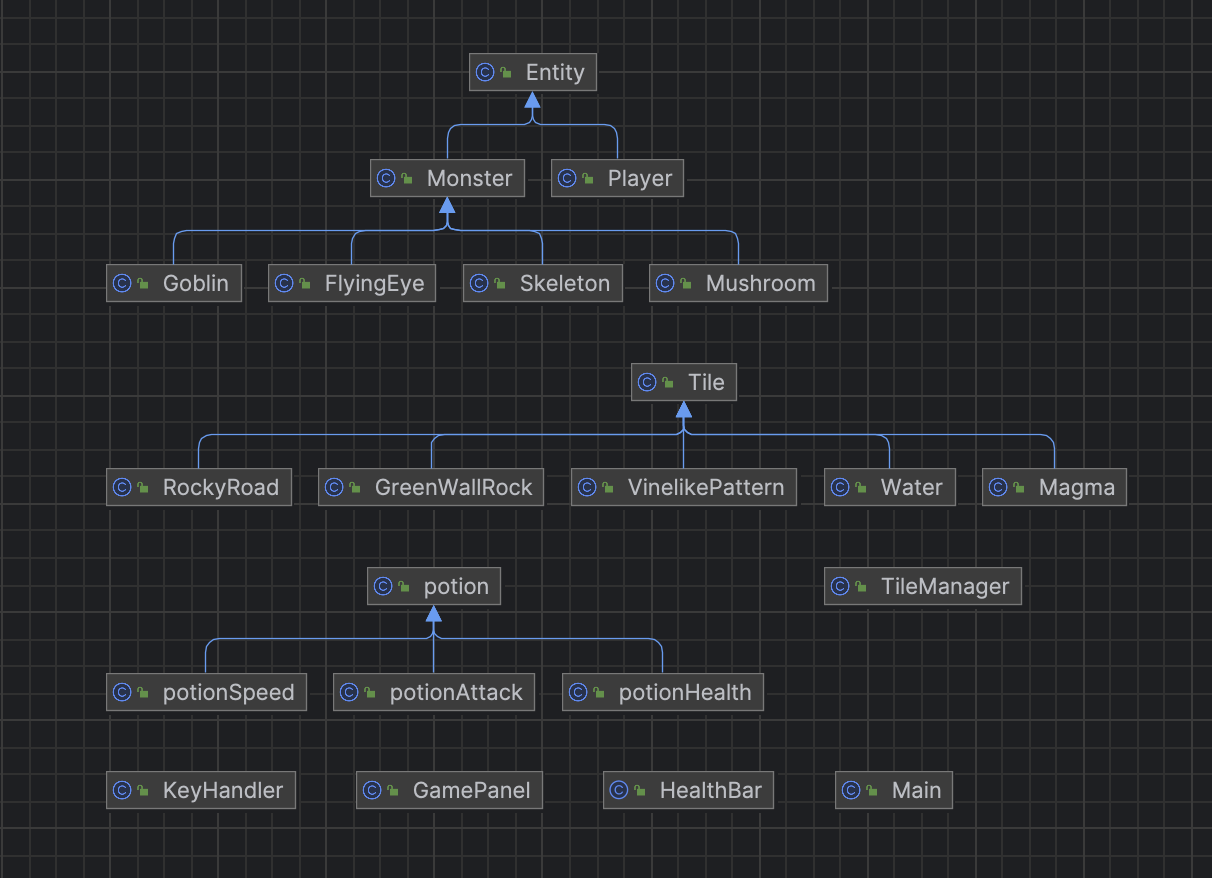 Entity
Monster
Player
Goblin
FlyingEye
Skeleton
Mushroom
Tile
RockyRoad
GreenWallRock
VinelikePattern
Water
Magma
potion
TileManager
potionSpeed
potionAttack
potionHealth
KeyHandler
GamePanel
HealthBar
Main